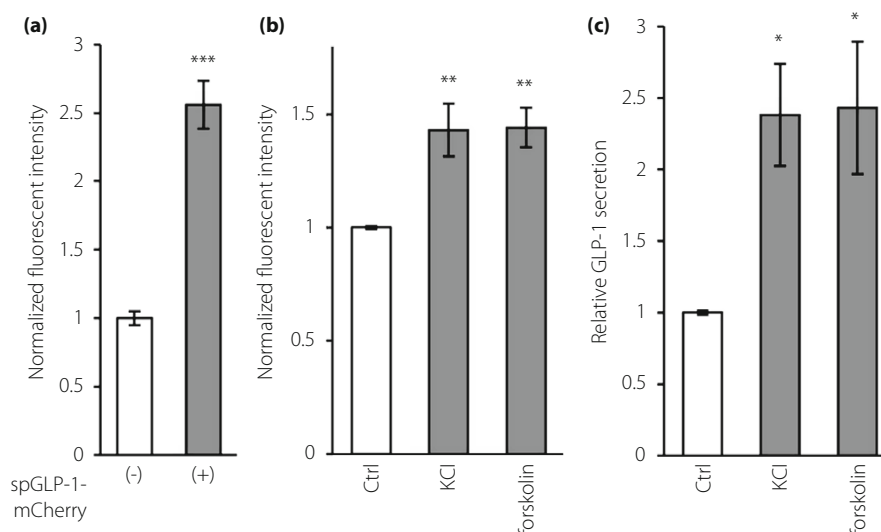 (a)
Normalized fluorescent intensity
3
2.5
2
1.5
1
0.5
0
***
spGLP-1-
mCherry
(-)
(+)
(b)
Normalized fluorescent intensity
1.5
1
0.5
0
**
**
Ctrl
KCl
forskolin
(c)
Relative GLP-1 secretion
3
2.5
2
1.5
1
0.5
0
*
*
Ctrl
KCl
forskolin